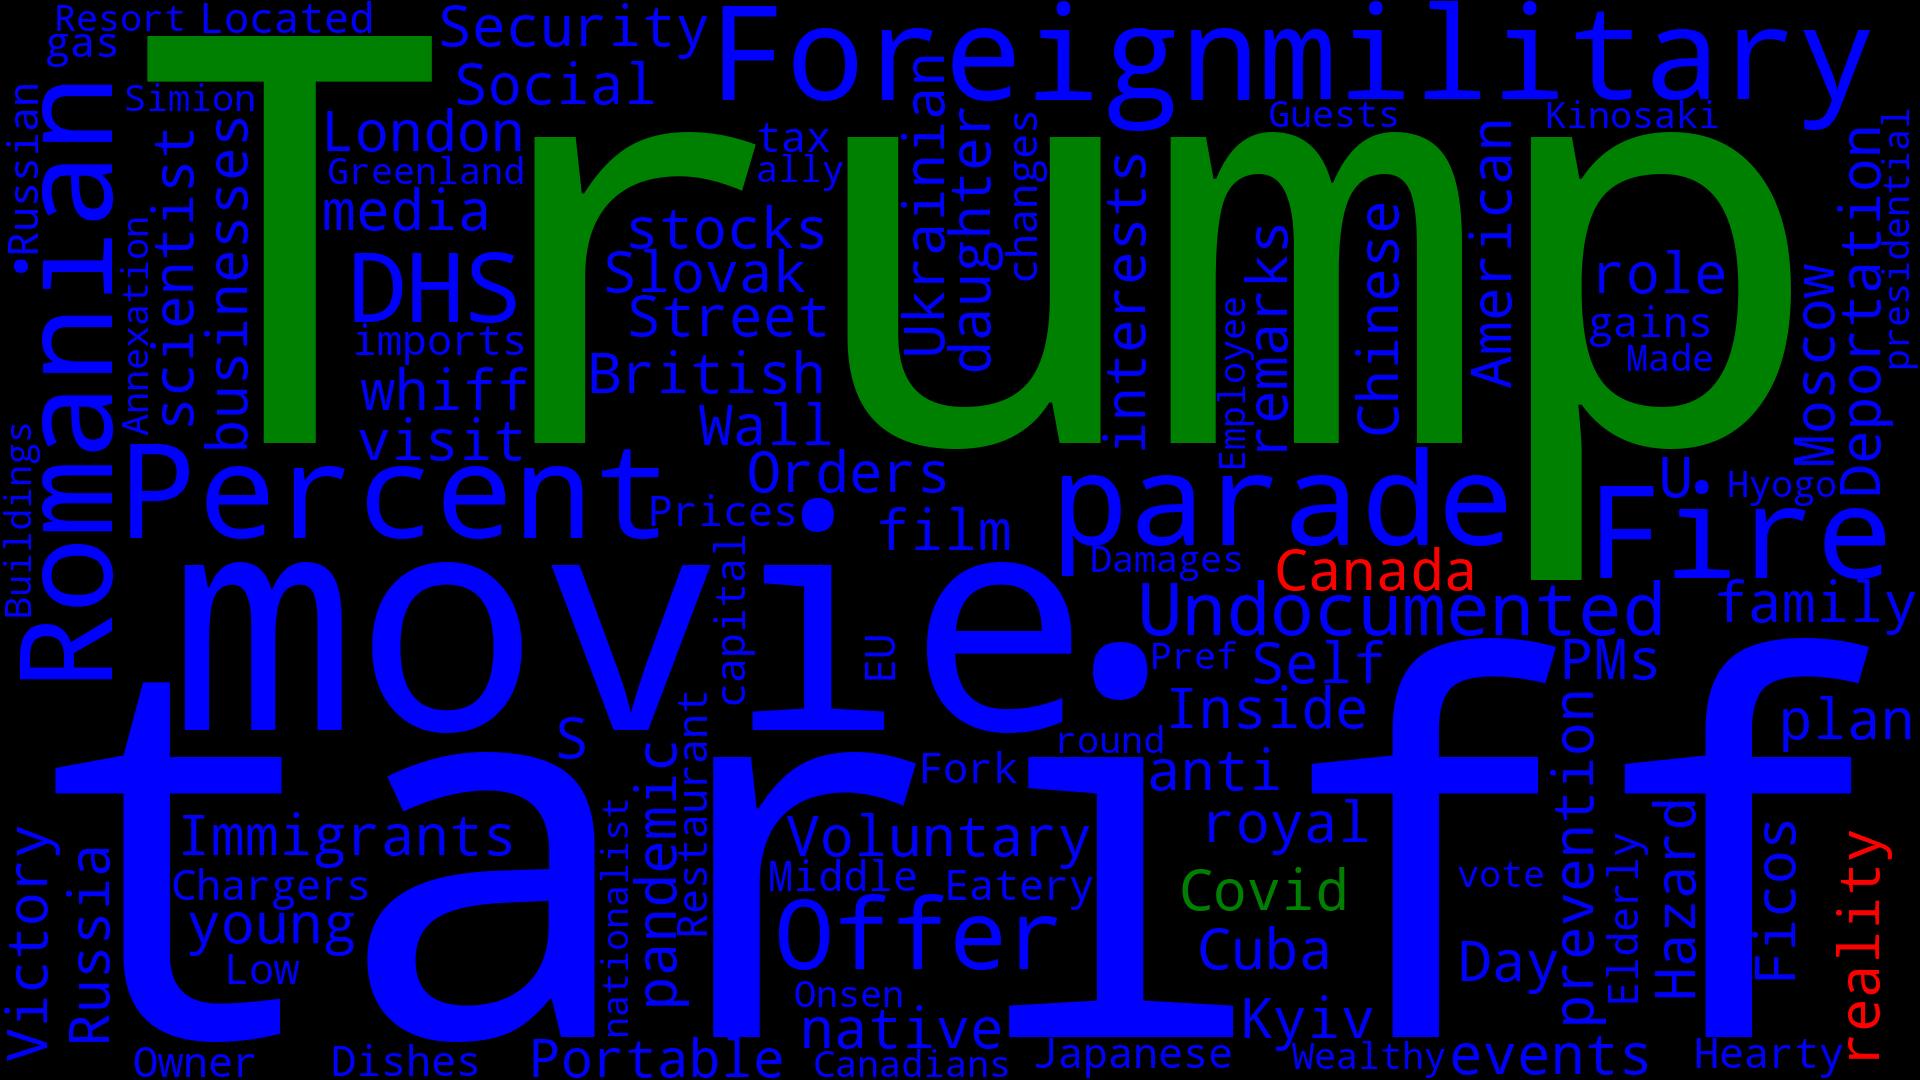 Resort Located
gas
Security
Foreignmilitary
Trump
Social
Simion
London
Greenland
media
tax
ally
Guests
Kinosaki
Russian
Romanian
Annexation
scientist
businesses
DHS
imports
whiff
visit
stocks
Slovak
Street
British
Wall
Ukrainian
daughter
changes
interests
Employee
remarks
Chinese
American
role
gains
Made
Moscow
Deportation
presidential
Buildings
Percent
Prices
Orders
film
parade
Damages
Canada
U
Hyogo
Fire
movie
capital
EU
Undocumented
family
Pref
Self
PMs
Inside
round
plan
tariff
S
pandemic
Restaurant
nationalist
Fork
anti
royal
prevention
Immigrants
Chargers
young
Low
Voluntary
Middle
Eatery
Offer
Covid
Cuba
vote
Day
Elderly
Hazard
Ficos
reality
Victory
Russia
Onsen
native
Kyiv
Owner
Dishes
Portable
Canadians
Japanese
Wealthy
events
Hearty